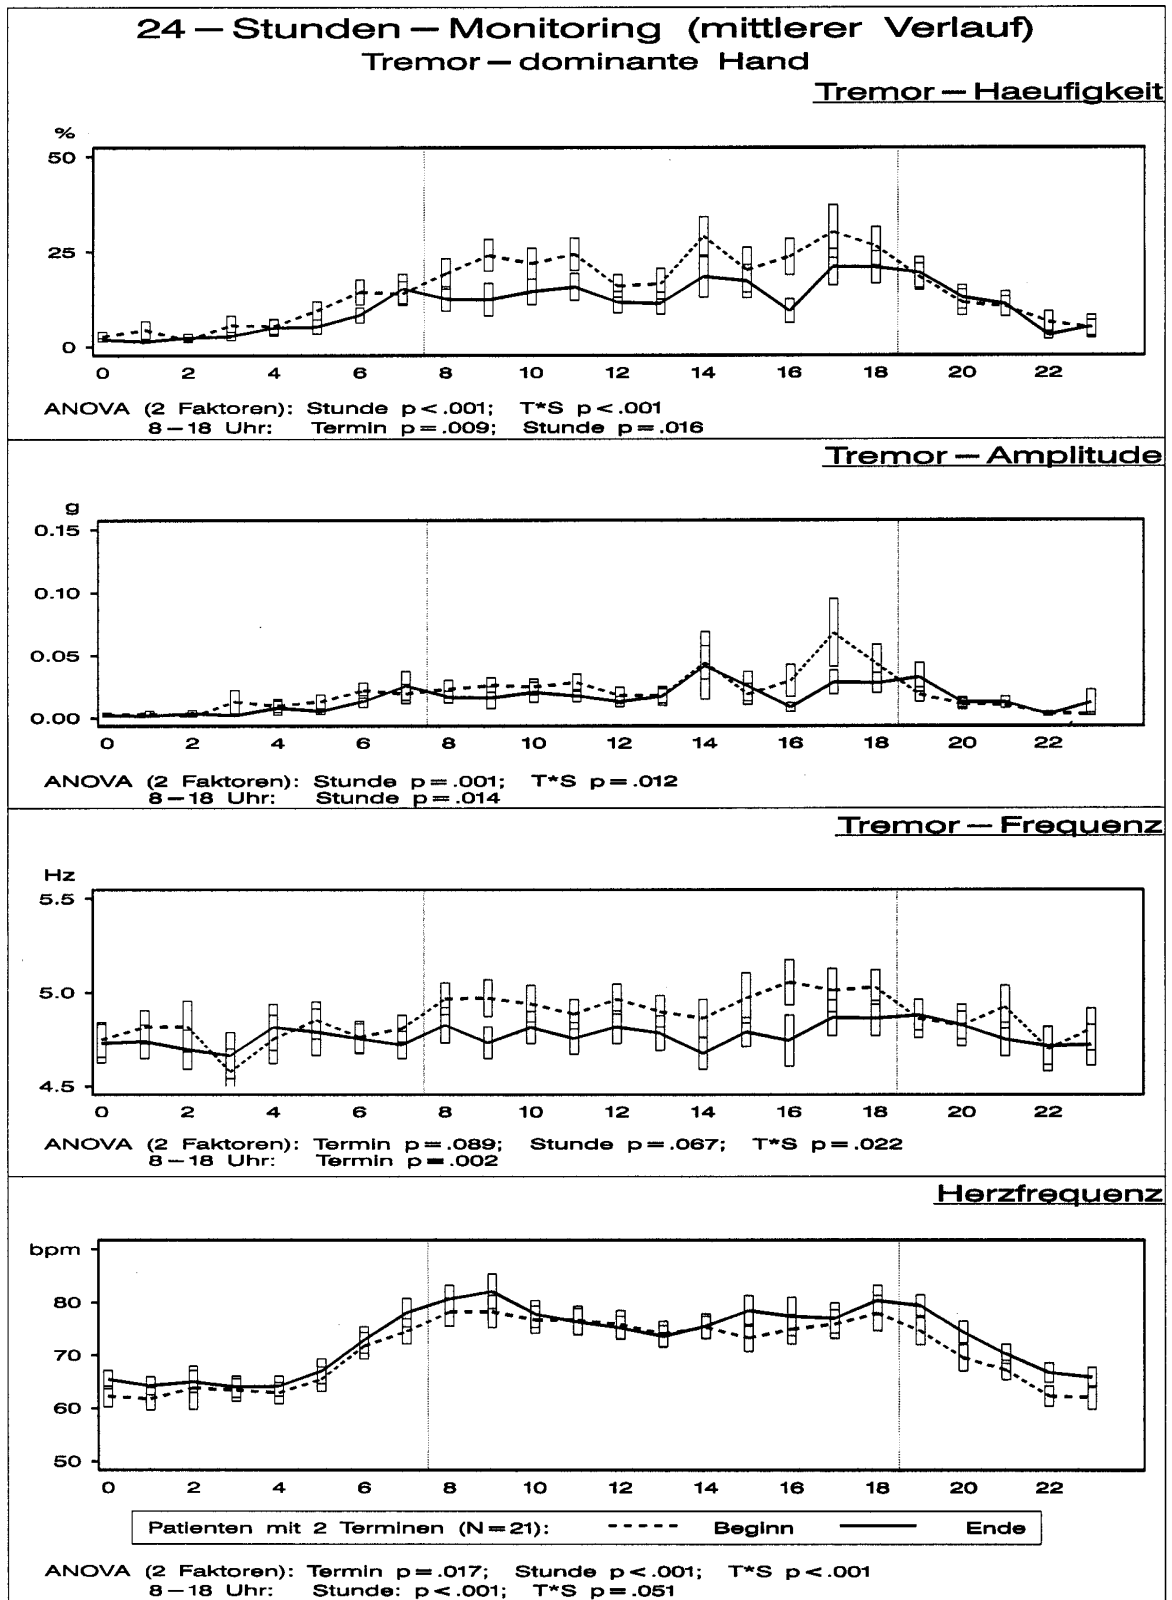 24-Stunden-Monitoring (mittlerer Verlauf)
Tremor-dominante Hand
Tremor-Haeufigkeit
%
50
25
0
0 2 4 6 8 10 12 14 16 18 20 22
ANOVA (2 Faktoren): Stunde p<.001; T*S p<.001
8-18 Uhr: Termin p=.009; Stunde p=.016
Tremor-Amplitude
g
0.15
0.10
0.05
0.00
0 2 4 6 8 10 12 14 16 18 20 22
ANOVA (2 Faktoren): Stunde p=.001; T*S p=.012
8-18 Uhr: Stunde p=.014
Tremor-Frequenz
Hz
5.5
5.0
4.5
0 2 4 6 8 10 12 14 16 18 20 22
ANOVA (2 Faktoren): Termin p=.089; Stunde p=.067; T*S p=.022
8-18 Uhr: Termin p=.002
Herzfrequenz
bpm
80
70
60
50
0 2 4 6 8 10 12 14 16 18 20 22
Patienten mit 2 Terminen (N=21): Beginn Ende
ANOVA (2 Faktoren): Termin p=.017; Stunde p<.001; T*S p<.001
8-18 Uhr: Stunde: p<.001; T*S p=.051